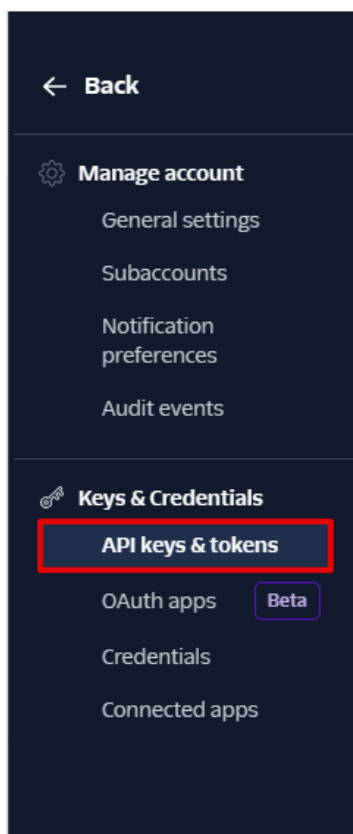 Back
Manage account
General settings
Subaccounts
Notification
preferences
Audit events
Keys & Credentials
API keys & tokens
OAuth apps Beta
Credentials
Connected apps